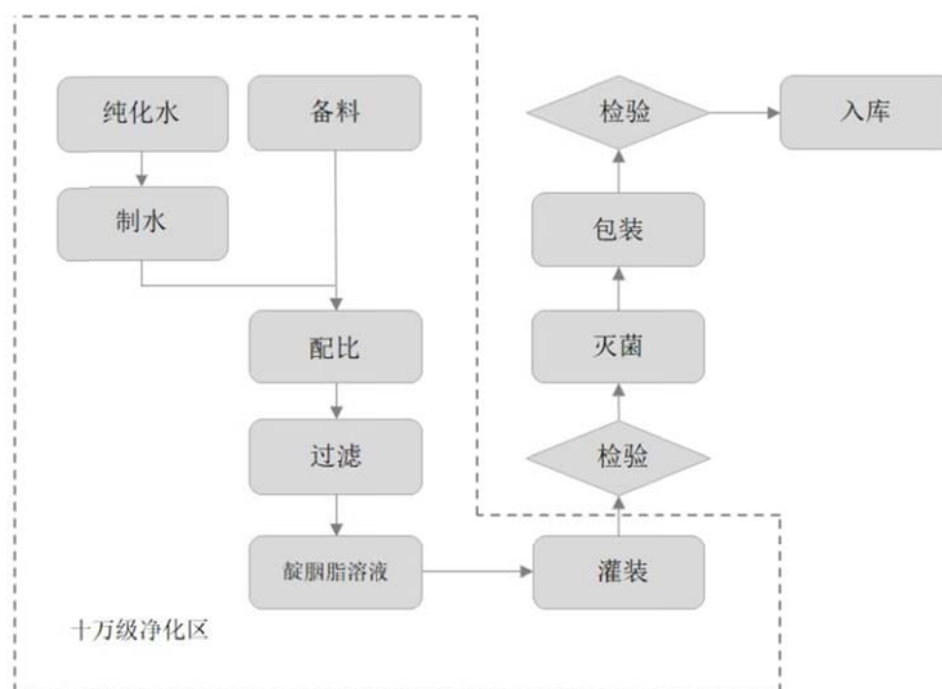 纯化水
备料
制水
配比
过滤
靛胭脂溶液
灌装
检验
灭菌
包装
检验
入库
十万级净化区